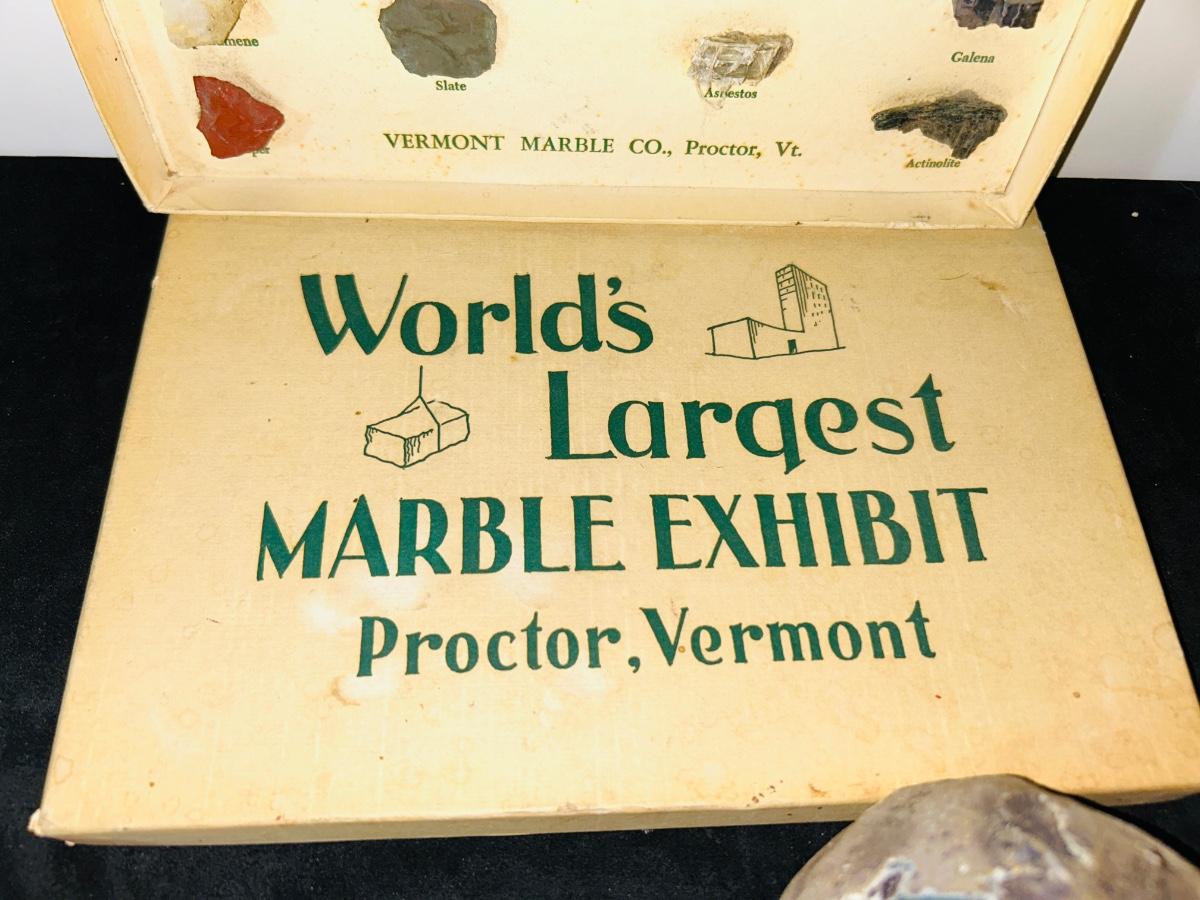 Slate
Asbestos
Galena
Actinolite
VERMONT MARBLE CO., Proctor, Vt.
World's
Largest
MARBLE EXHIBIT
Proctor, Vermont